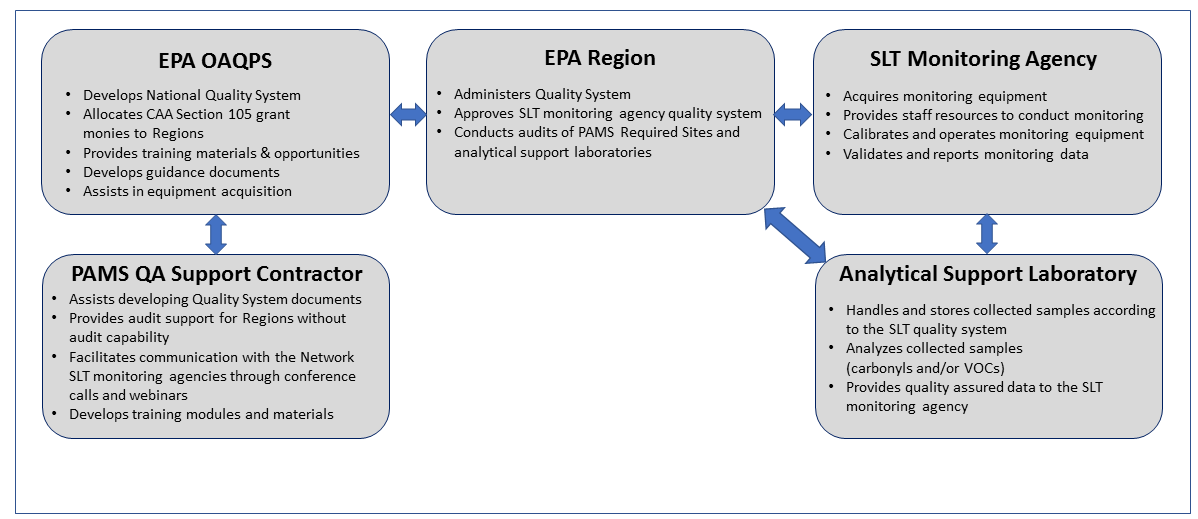 EPA OAQPS
• Develops National Quality System
• Allocates CAA Section 105 grant
monies to Regions
• Provides training materials & opportunities
• Develops guidance documents
• Assists in equipment acquisition
EPA Region
• Administers Quality System
• Approves SLT monitoring agency quality system
• Conducts audits of PAMS Required Sites and
analytical support laboratories
SLT Monitoring Agency
• Acquires monitoring equipment
• Provides staff resources to conduct monitoring
• Calibrates and operates monitoring equipment
• Validates and reports monitoring data
PAMS QA Support Contractor
• Assists developing Quality System documents
• Provides audit support for Regions without
audit capability
• Facilitates communication with the Network
SLT monitoring agencies through conference
calls and webinars
• Develops training modules and materials
Analytical Support Laboratory
• Handles and stores collected samples according
to the SLT quality system
• Analyzes collected samples
(carbonyls and/or VOCs)
• Provides quality assured data to the SLT
monitoring agency